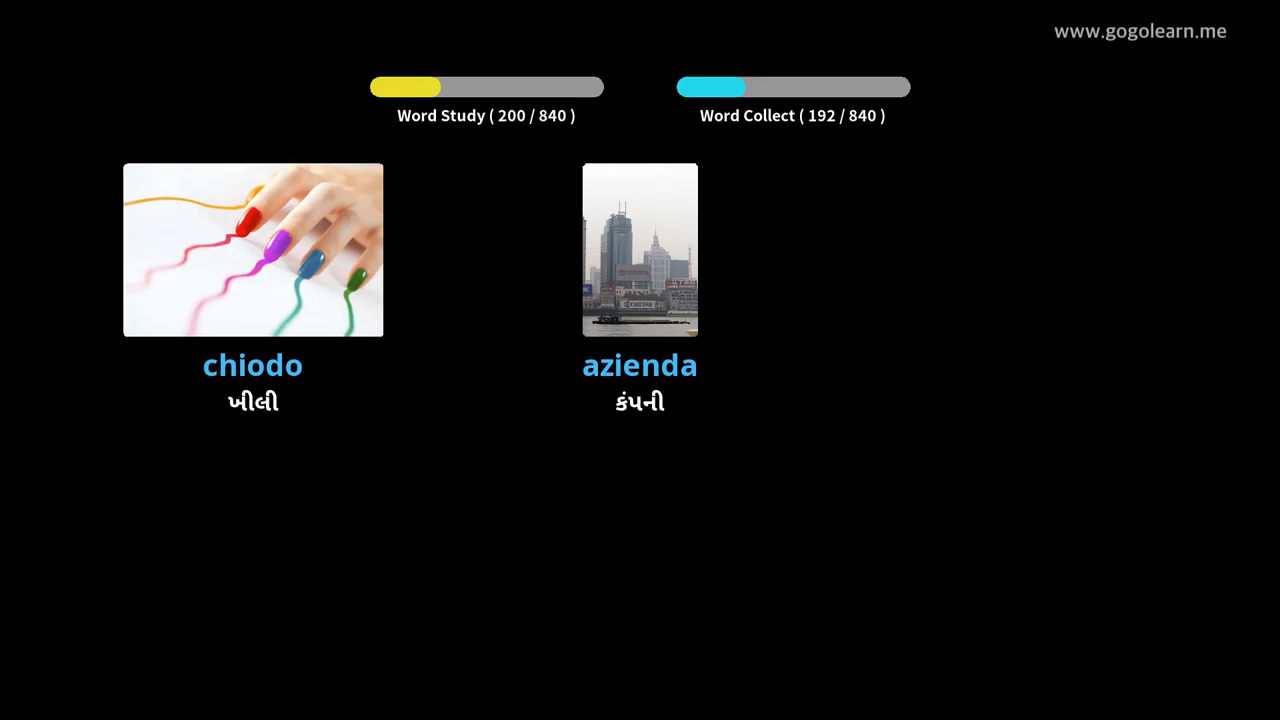 www.gogolearn.me
Word Study ( 200 / 840 )
Word Collect ( 192 / 840 )
chiodo
ખીલી
azienda
કંપની